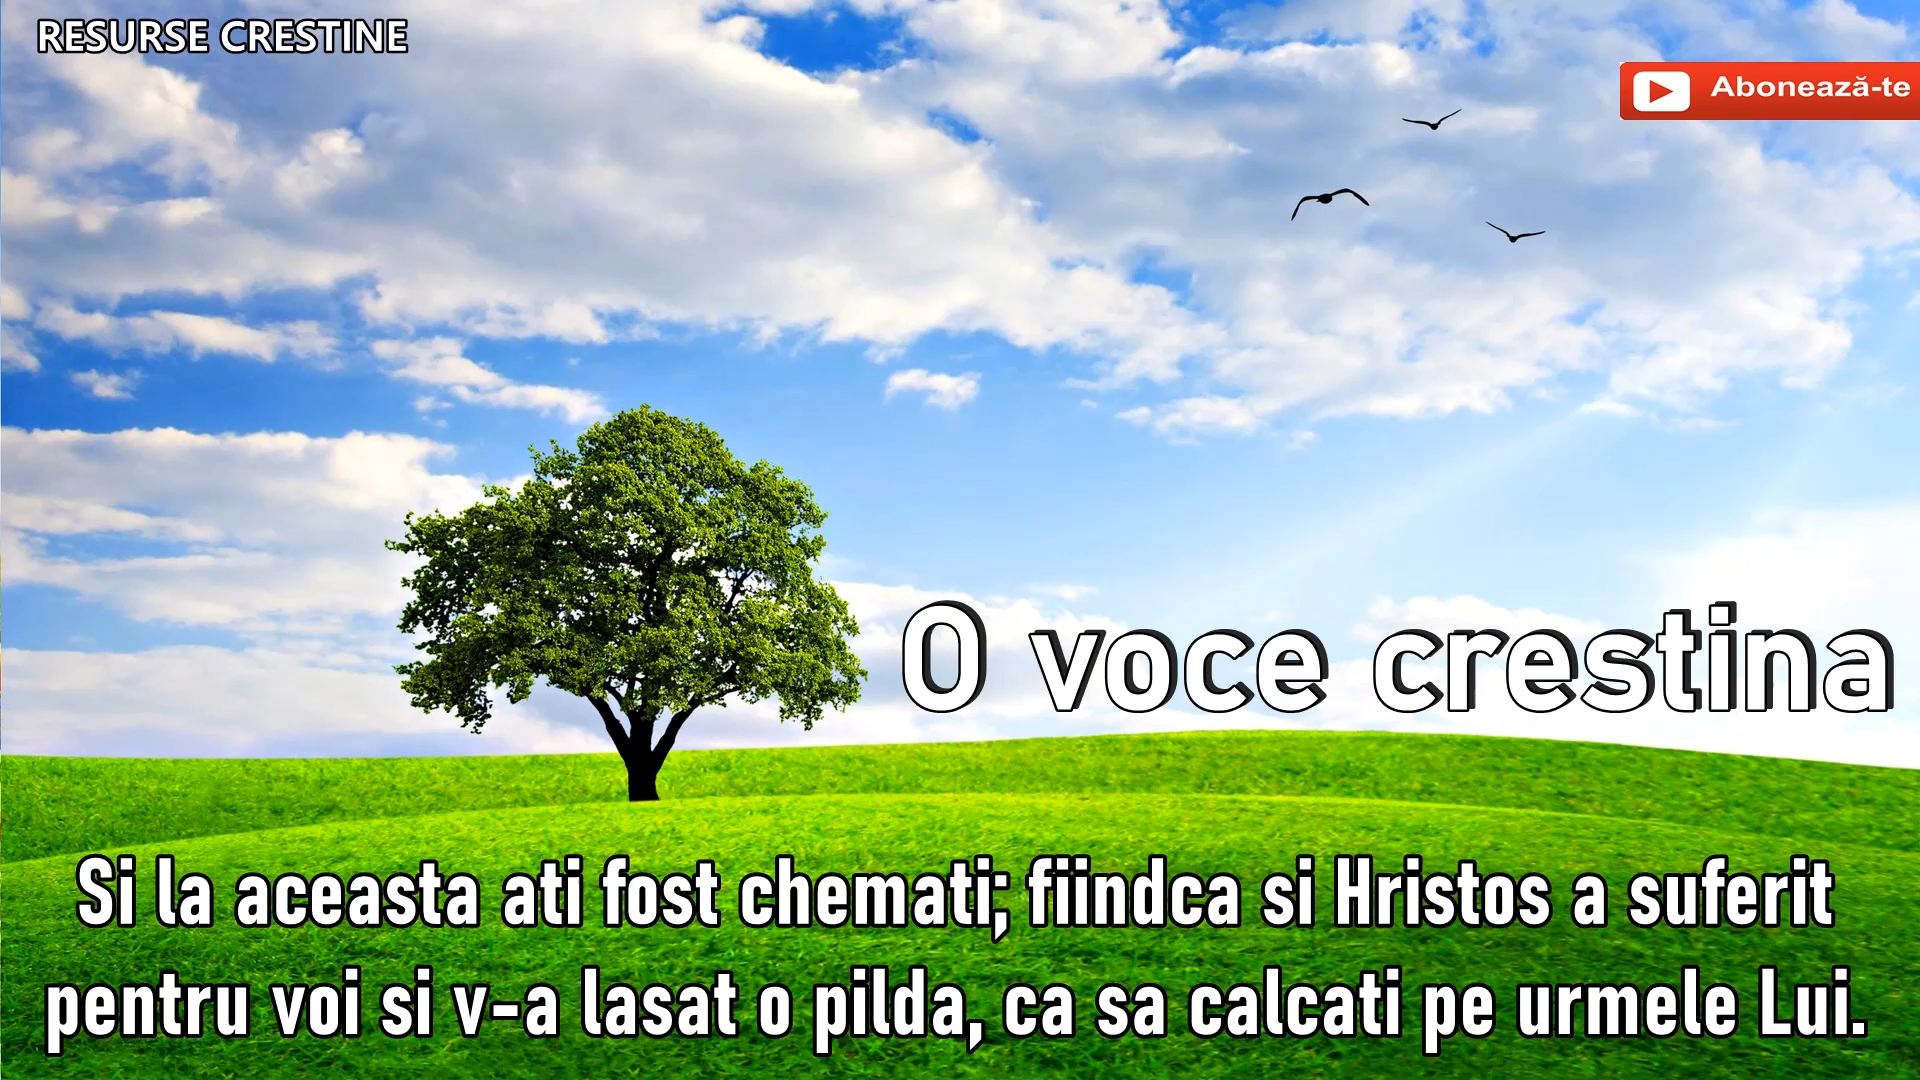 RESURSE CRESTINE
Abonează-te
O voce crestina
Si la aceasta ati fost chemati; fiindca si Hristos a suferit
pentru voi si v-a lasat o pilda, ca sa calcati pe urmele Lui.